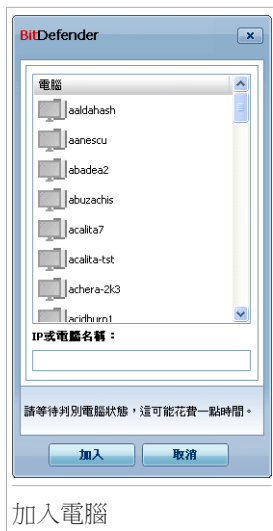 BitDefender
電腦
aaldahash
aanescu
abadea2
abuzachis
acalita7
acalita-tst
achera-2k3
acidburn1
IP或電腦名稱：
請等待判別電腦狀態，這可能花費一點時間。
加入 取消
加入電腦